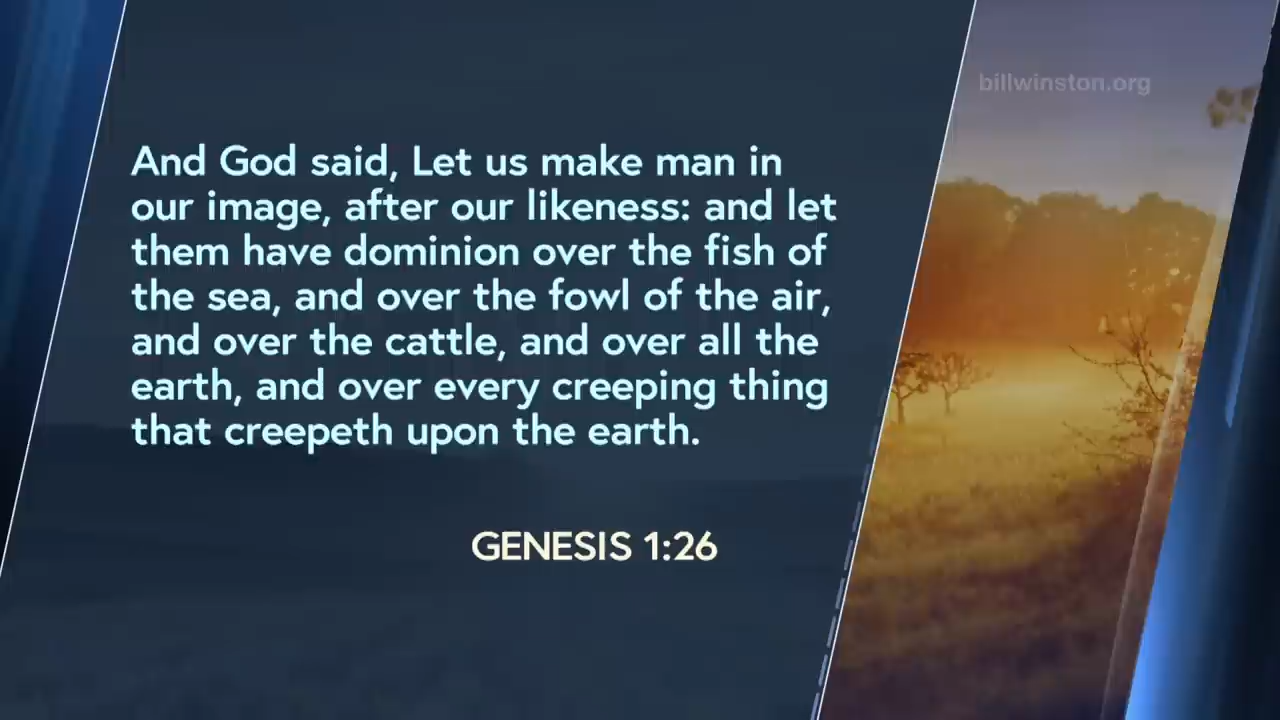 billwinston.org
And God said, Let us make man in
our image, after our likeness: and let
them have dominion over the fish of
the sea, and over the fowl of the air,
and over the cattle, and over all the
earth, and over every creeping thing
that creepeth upon the earth.
GENESIS 1:26